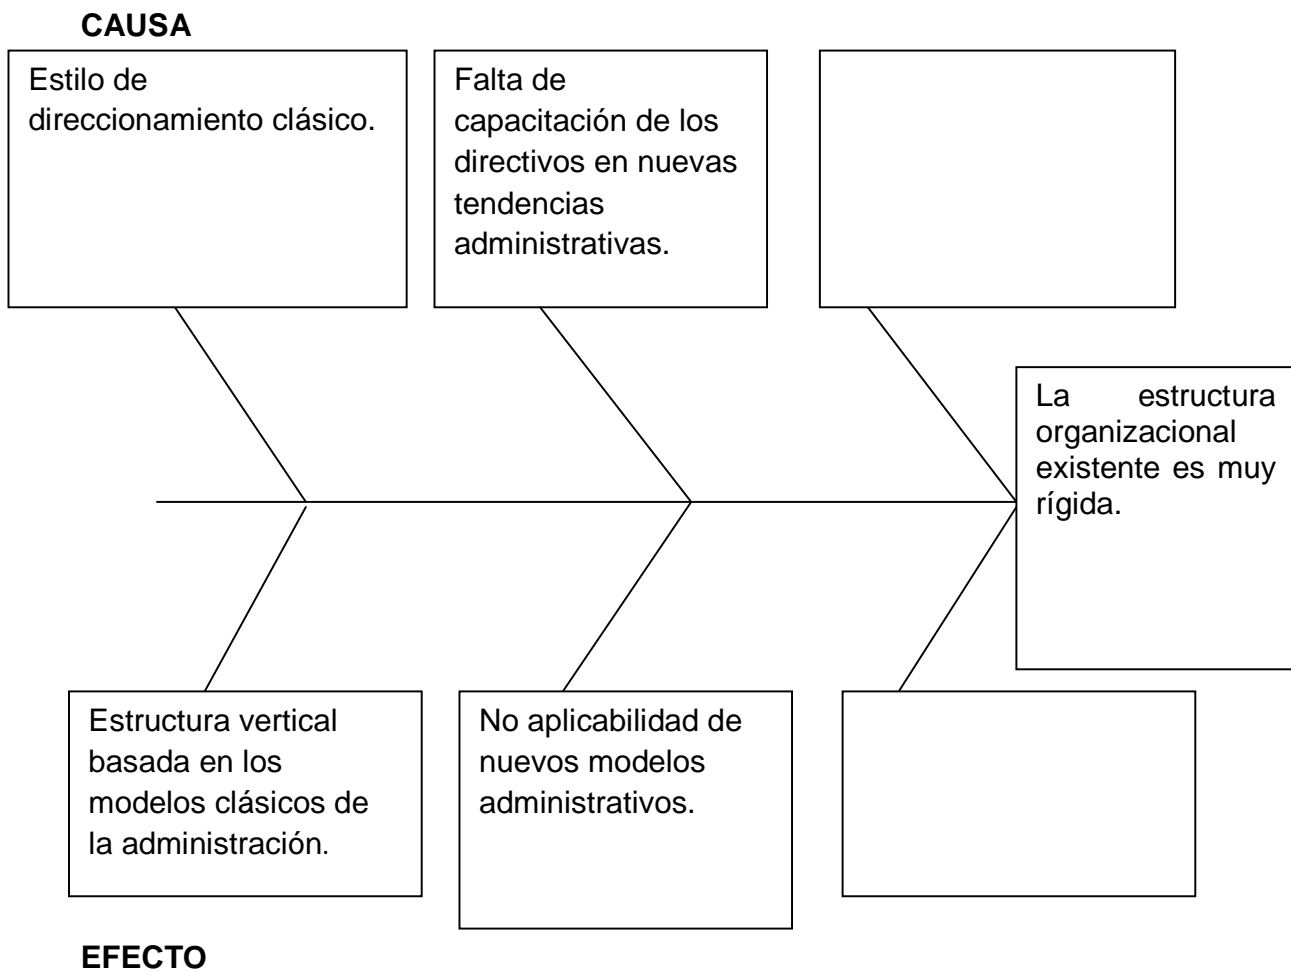 CAUSA
Estilo de
direccionamiento clásico.
Falta de
capacitación de los
directivos en nuevas
tendencias
administrativas.
La estructura
organizacional
existente es muy
rígida.
Estructura vertical
basada en los
modelos clásicos de
la administración.
No aplicabilidad de
nuevos modelos
administrativos.
EFECTO